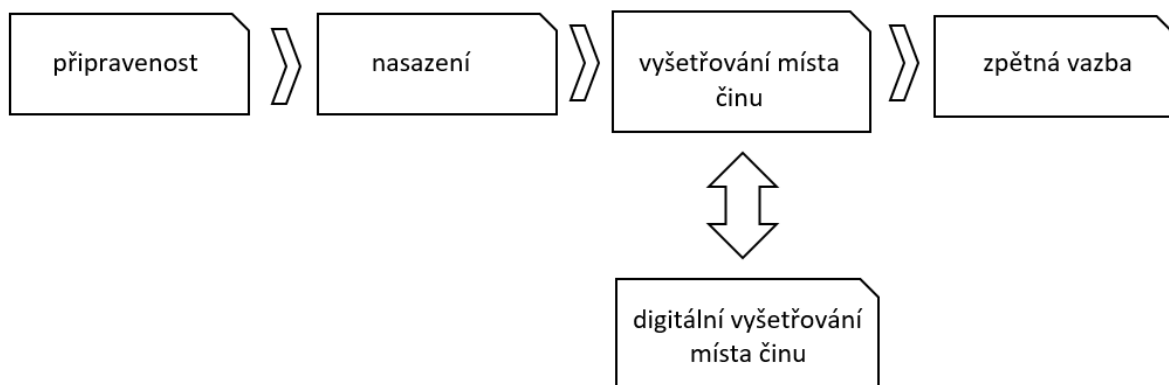 připravenost
nasazení
vyšetřování místa
činu
zpětná vazba
digitální vyšetřování
místa činu